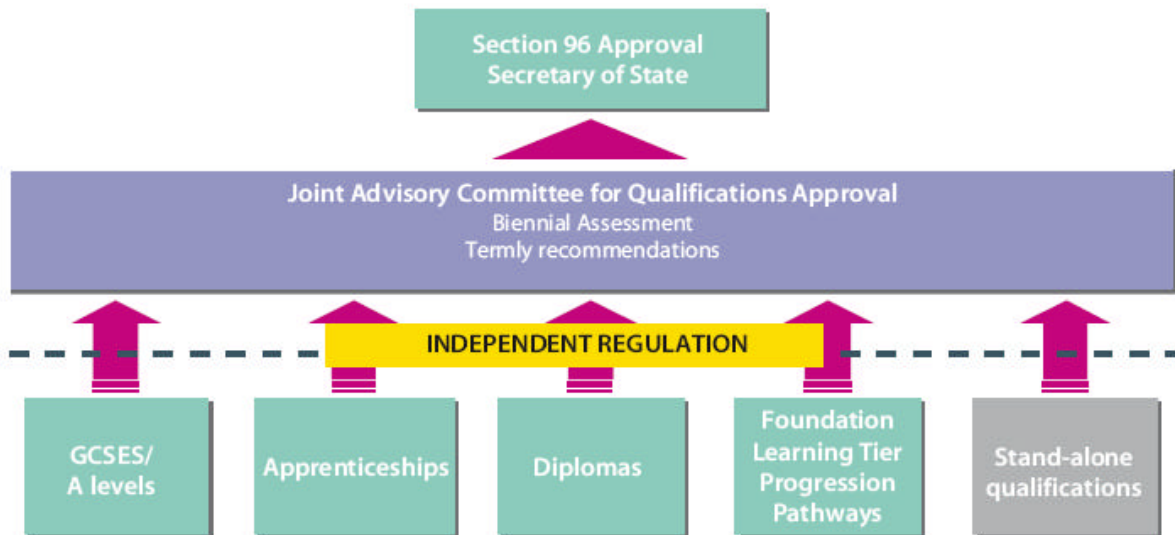 Section 96 Approval
Secretary of State
Joint Advisory Committee for Qualifications Approval
Biennial Assessment
Termly recommendations
INDEPENDENT REGULATION
GCSES/
A levels
Apprenticeships
Diplomas
Foundation
Learning Tier
Progression
Pathways
Stand-alone
qualifications